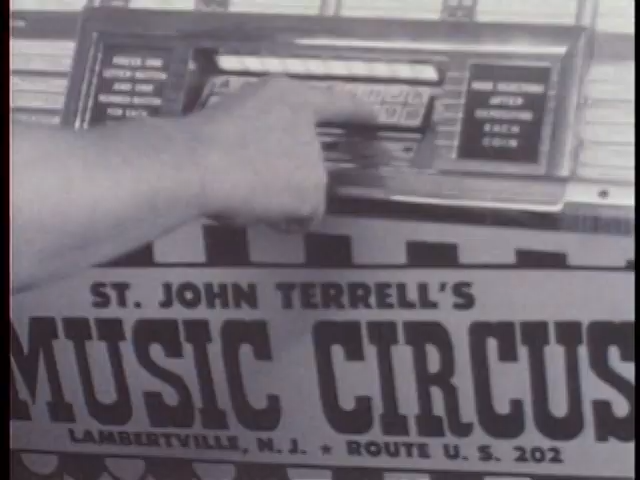 PRESS ONE
LETTER BUTTON
AND ONE
NUMBER BUTTON
FOR EACH
MAKE SELECTION
AFTER
DEPOSITING
EACH
COIN
ST. JOHN TERRELL'S
MUSIC CIRCUS
LAMBERTVILLE, N. J. ★ ROUTE U. S. 202